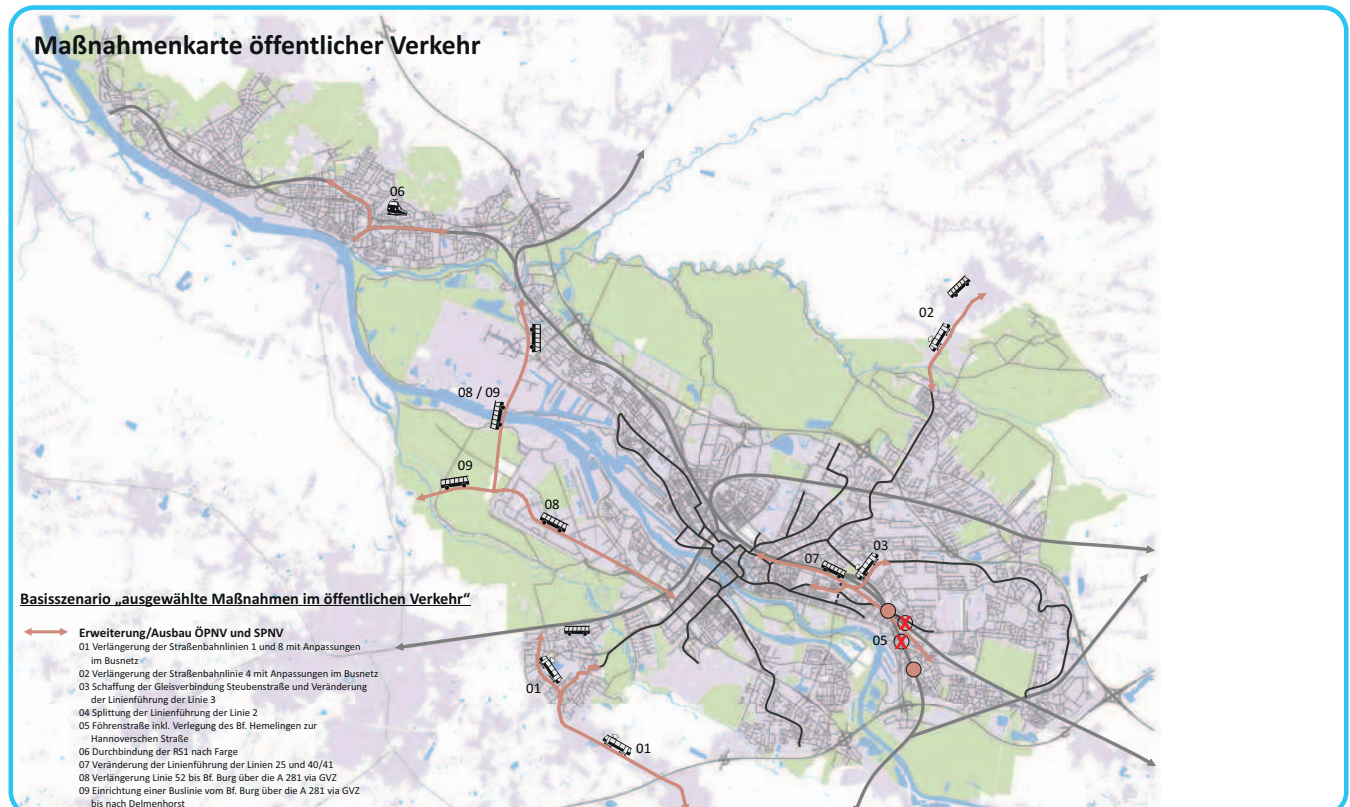 Maßnahmenkarte öffentlicher Verkehr
06
02
08 / 09
09
08
07
03
05
01
01
Basisszenario „ausgewählte Maßnahmen im öffentlichen Verkehr“
Erweiterung/Ausbau ÖPNV und SPNV
01 Verlängerung der Straßenbahnlinien 1 und 8 mit Anpassungen
im Busnetz
02 Verlängerung der Straßenbahnlinie 4 mit Anpassungen im Busnetz
03 Schaffung der Gleisverbindung Steubenstraße und Veränderung
der Linienführung der Linie 3
04 Splittung der Linienführung der Linie 2
05 Föhrenstraße inkl. Verlegung des Bf. Hemelingen zur
Hannoverschen Straße
06 Durchbindung der RS1 nach Farge
07 Veränderung der Linienführung der Linien 25 und 40/41
08 Verlängerung Linie 52 bis Bf. Burg über die A 281 via GVZ
09 Einrichtung einer Buslinie vom Bf. Burg über die A 281 via GVZ
bis nach Delmenhorst